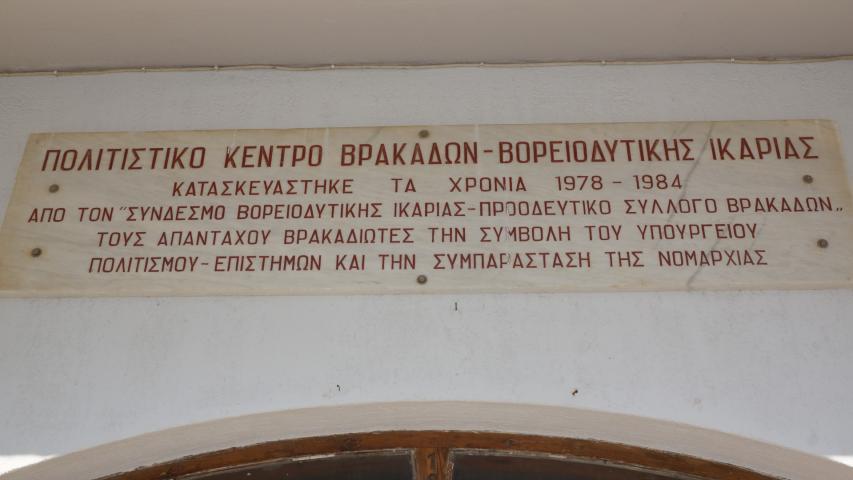 ΠΟΛΙΤΙΣΤΙΚΟ ΚΕΝΤΡΟ ΒΡΑΚΑΔΩΝ-ΒΟΡΕΙΟΔΥΤΙΚΗΣ ΙΚΑΡΙΑΣ
ΚΑΤΑΣΚΕΥΑΣΤΗΚΕ ΤΑ ΧΡΟΝΙΑ 1978 - 1984
ΑΠΟ ΤΟΝ "ΣΥΝΔΕΣΜΟ ΒΟΡΕΙΟΔΥΤΙΚΗΣ ΙΚΑΡΙΑΣ-ΠΡΟΟΔΕΥΤΙΚΟ ΣΥΛΛΟΓΟ ΒΡΑΚΑΔΩΝ„
ΤΟΥΣ ΑΠΑΝΤΑΧΟΥ ΒΡΑΚΑΔΙΩΤΕΣ ΤΗΝ ΣΥΜΒΟΛΗ ΤΟΥ ΥΠΟΥΡΓΕΙΟΥ
ΠΟΛΙΤΙΣΜΟΥ-ΕΠΙΣΤΗΜΩΝ ΚΑΙ ΤΗΝ ΣΥΜΠΑΡΑΣΤΑΣΗ ΤΗΣ ΝΟΜΑΡΧΙΑΣ